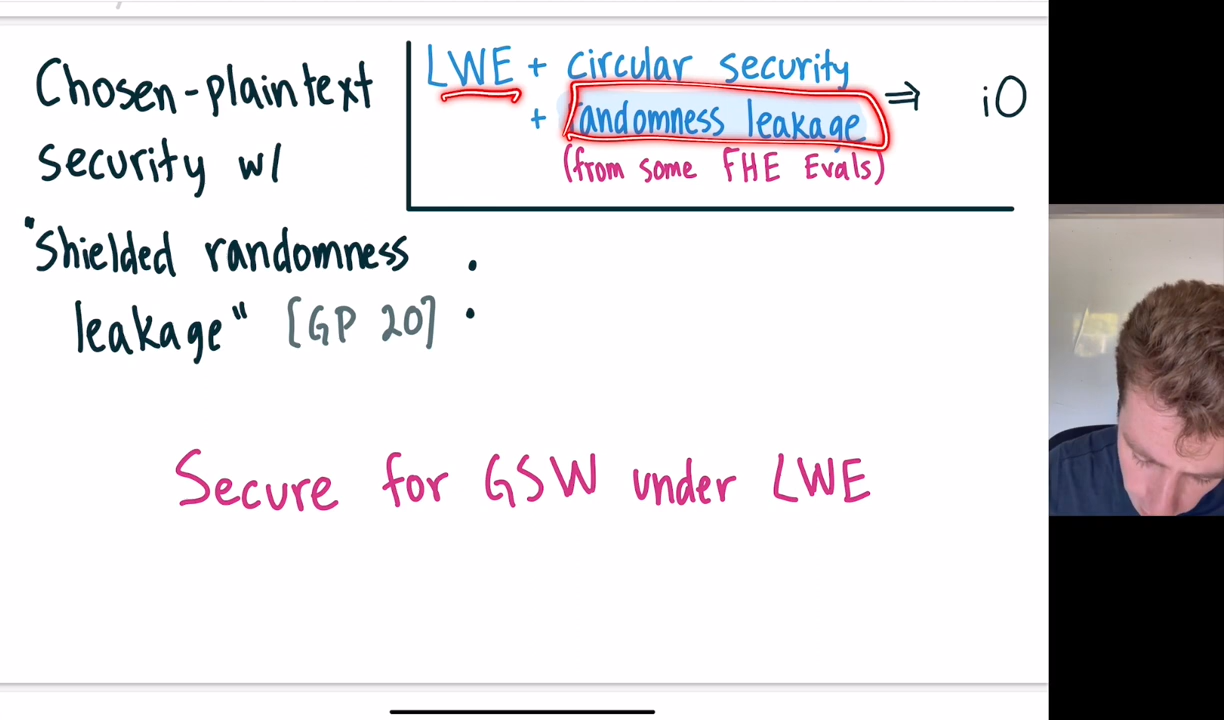 Chosen-plaintext
security w/
"Shielded randomness
leakage" [GP 20] :
LWE + circular security
+ randomness leakage ⇒ iO
(from some FHE Evals)
Secure for GSW under LWE